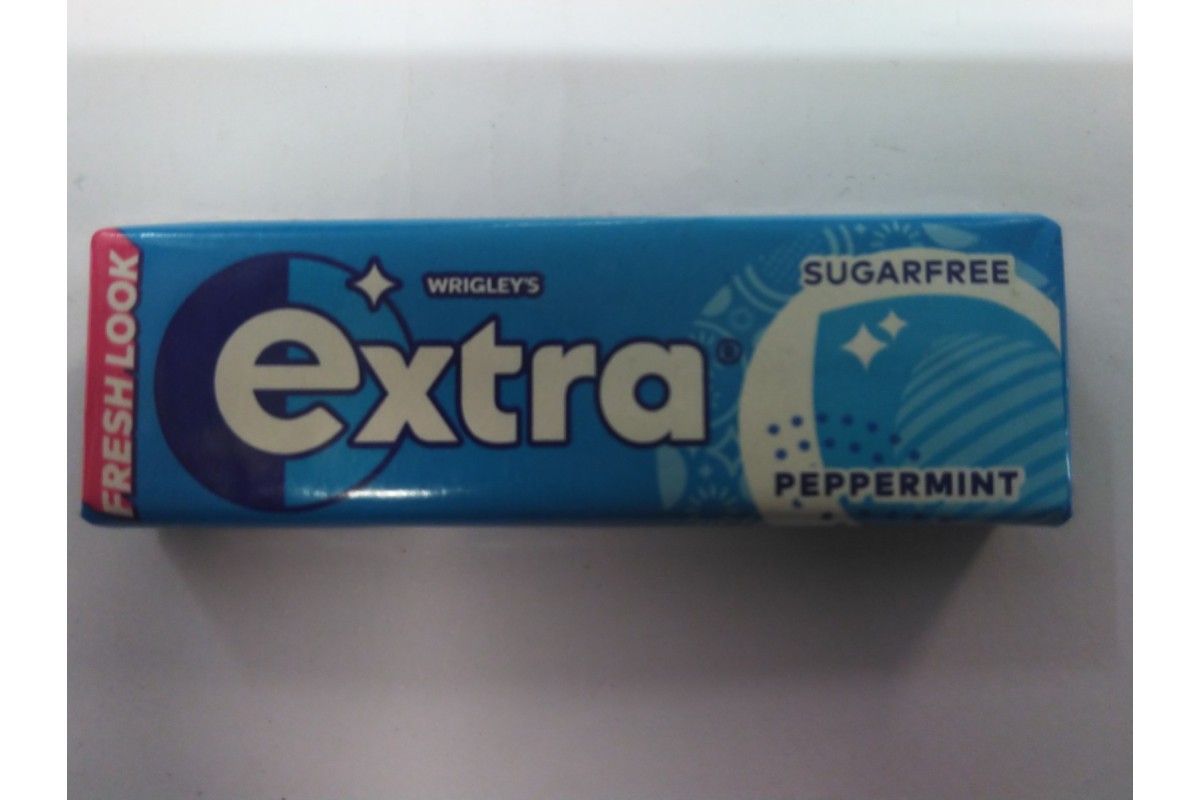 FRESH LOOK
WRIGLEY'S
extra®
SUGARFREE
PEPPERMINT